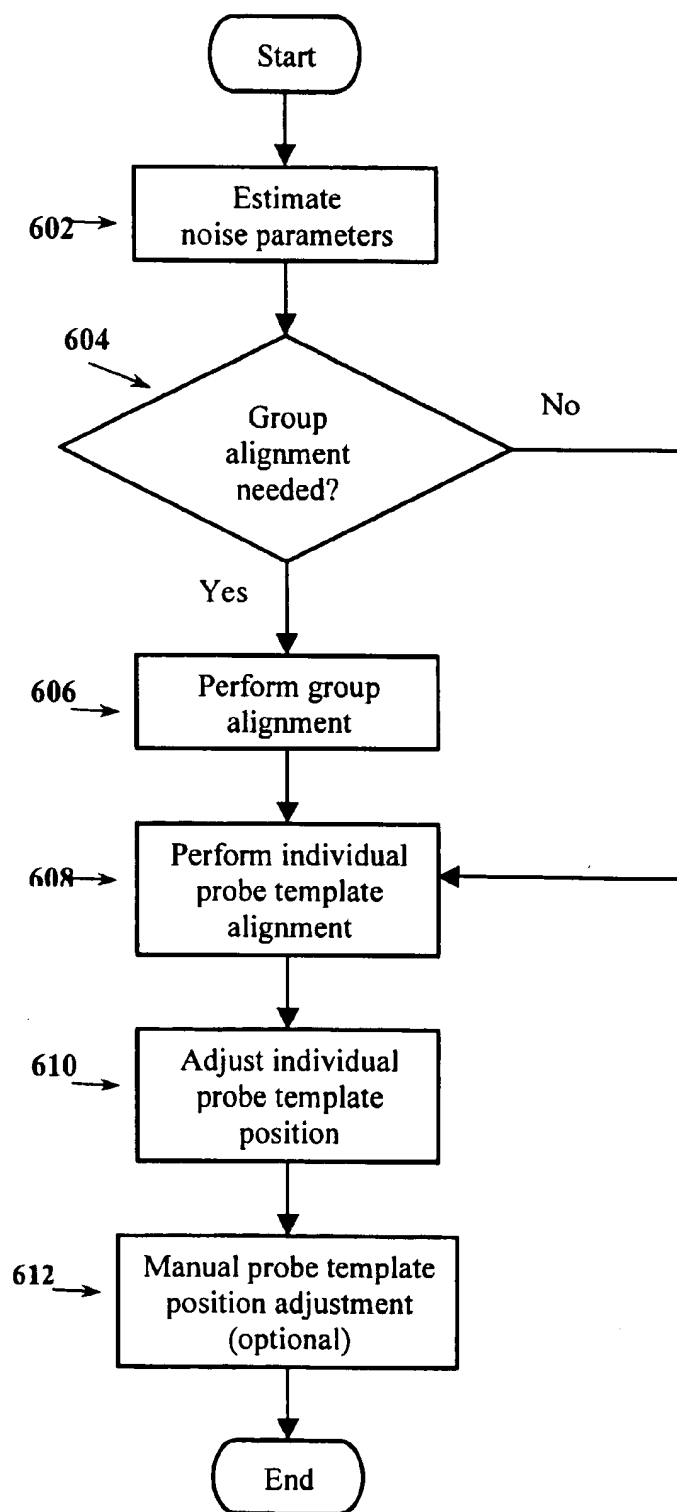 Start
602
Estimate
noise parameters
604
Group
alignment
needed?
No
Yes
606
Perform group
alignment
608
Perform individual
probe template
alignment
610
Adjust individual
probe template
position
612
Manual probe template
position adjustment
(optional)
End